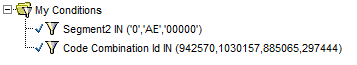 My Conditions
Segment2 IN ('0','AE','00000')
Code Combination Id IN (942570,1030157,885065,297444)